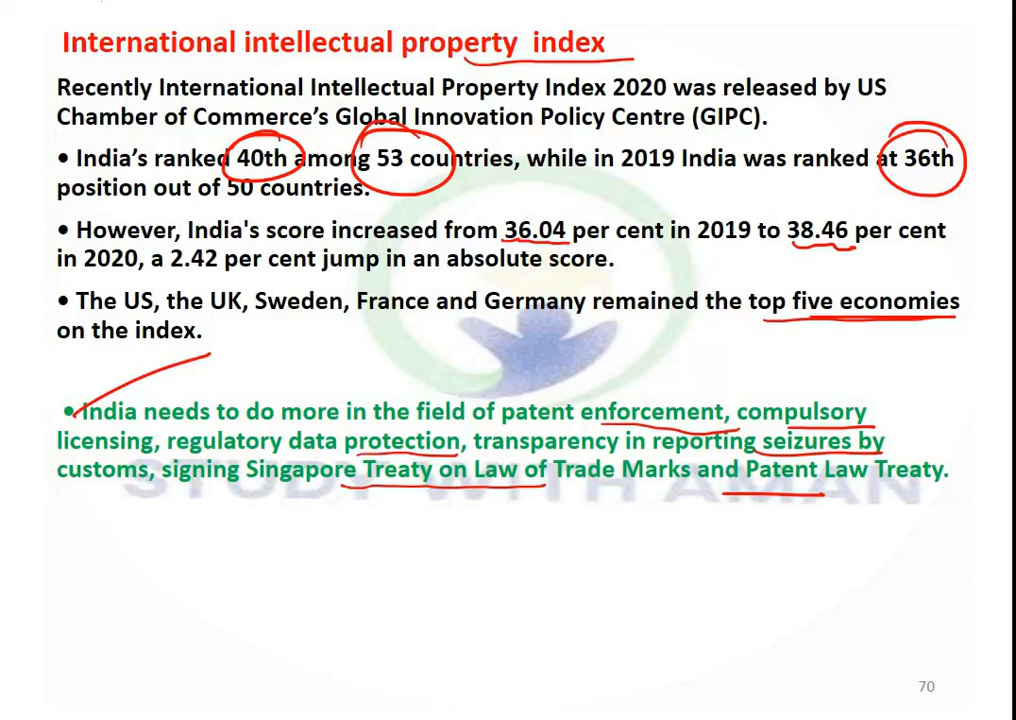 International intellectual property index
Recently International Intellectual Property Index 2020 was released by US
Chamber of Commerce’s Global Innovation Policy Centre (GIPC).
• India’s ranked 40th among 53 countries, while in 2019 India was ranked at 36th
position out of 50 countries.
• However, India's score increased from 36.04 per cent in 2019 to 38.46 per cent
in 2020, a 2.42 per cent jump in an absolute score.
• The US, the UK, Sweden, France and Germany remained the top five economies
on the index.
• India needs to do more in the field of patent enforcement, compulsory
licensing, regulatory data protection, transparency in reporting seizures by
customs, signing Singapore Treaty on Law of Trade Marks and Patent Law Treaty.
STUDY WITH AMAN
70